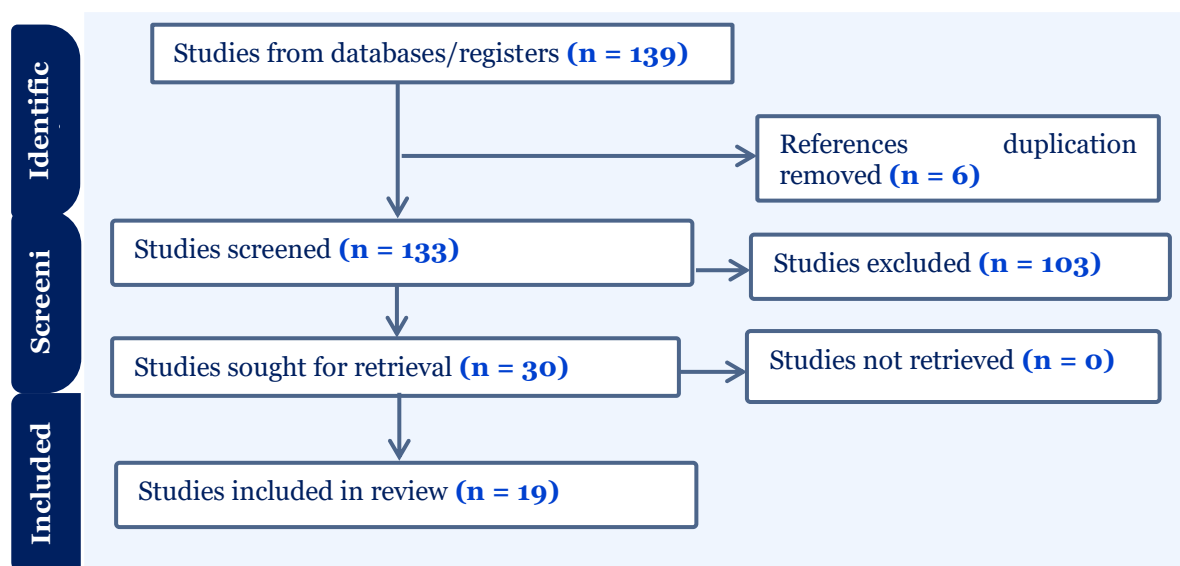 Identific
Studies from databases/registers (n = 139)
References duplication
removed (n = 6)
Screeni
Studies screened (n = 133)
Studies excluded (n = 103)
Studies sought for retrieval (n = 30)
Studies not retrieved (n = 0)
Included
Studies included in review (n = 19)